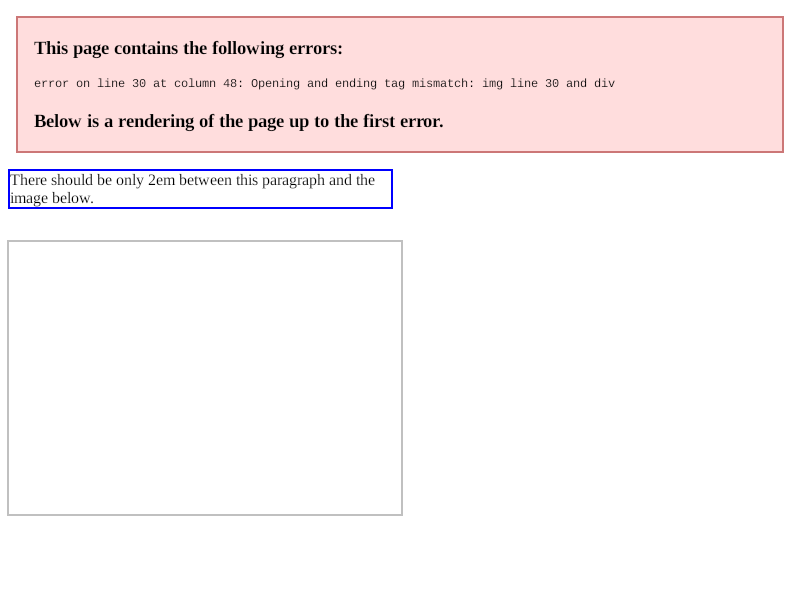 This page contains the following errors:
error on line 30 at column 48: Opening and ending tag mismatch: img line 30 and div
Below is a rendering of the page up to the first error.
There should be only 2em between this paragraph and the
image below.